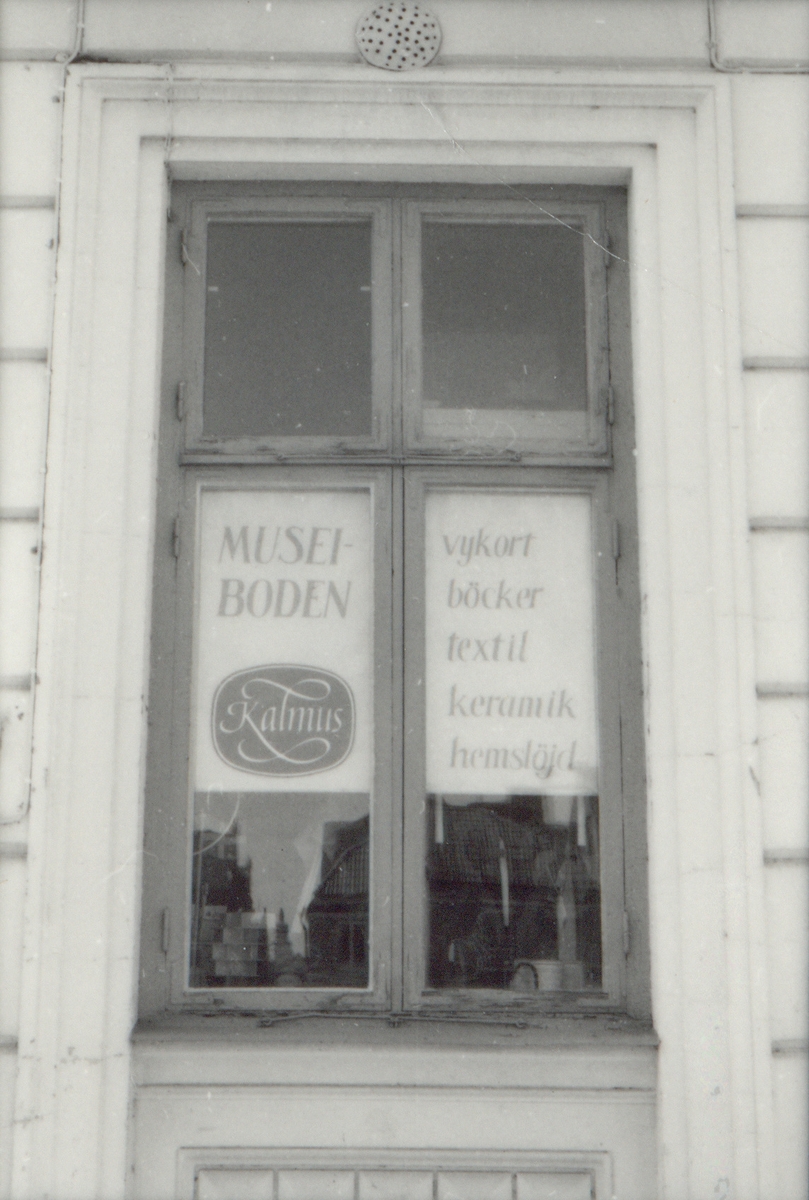 MUSEI-
BODEN
Kalmus
vykort
böcker
textil
keramik
hemslöjd